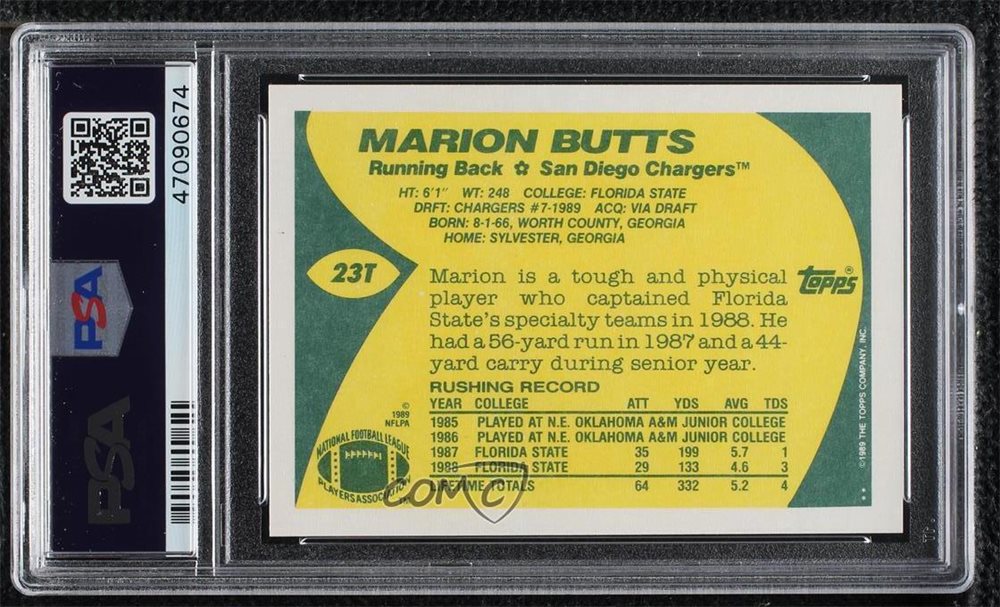 47090674
PSA
PSA
MARION BUTTS
Running Back ✿ San Diego Chargers™
HT: 6'1" WT: 248 COLLEGE: FLORIDA STATE
DRFT: CHARGERS #7-1989 ACQ: VIA DRAFT
BORN: 8-1-66, WORTH COUNTY, GEORGIA
HOME: SYLVESTER, GEORGIA
23T
Marion is a tough and physical
player who captained Florida
State's specialty teams in 1988. He
had a 56-yard run in 1987 and a 44-
yard carry during senior year.
topps®
RUSHING RECORD
YEAR COLLEGE ATT YDS AVG TDS
1985 PLAYED AT N.E. OKLAHOMA A&M JUNIOR COLLEGE
1986 PLAYED AT N.E. OKLAHOMA A&M JUNIOR COLLEGE
1987 FLORIDA STATE 35 199 5.7 1
1988 FLORIDA STATE 29 133 4.6 3
LIFETIME TOTALS 64 332 5.2 4
©
1989
NFLPA
NATIONAL FOOTBALL LEAGUE
PLAYERS ASSOCIATION
TM
©1989 THE TOPPS COMPANY, INC.
**
COMC